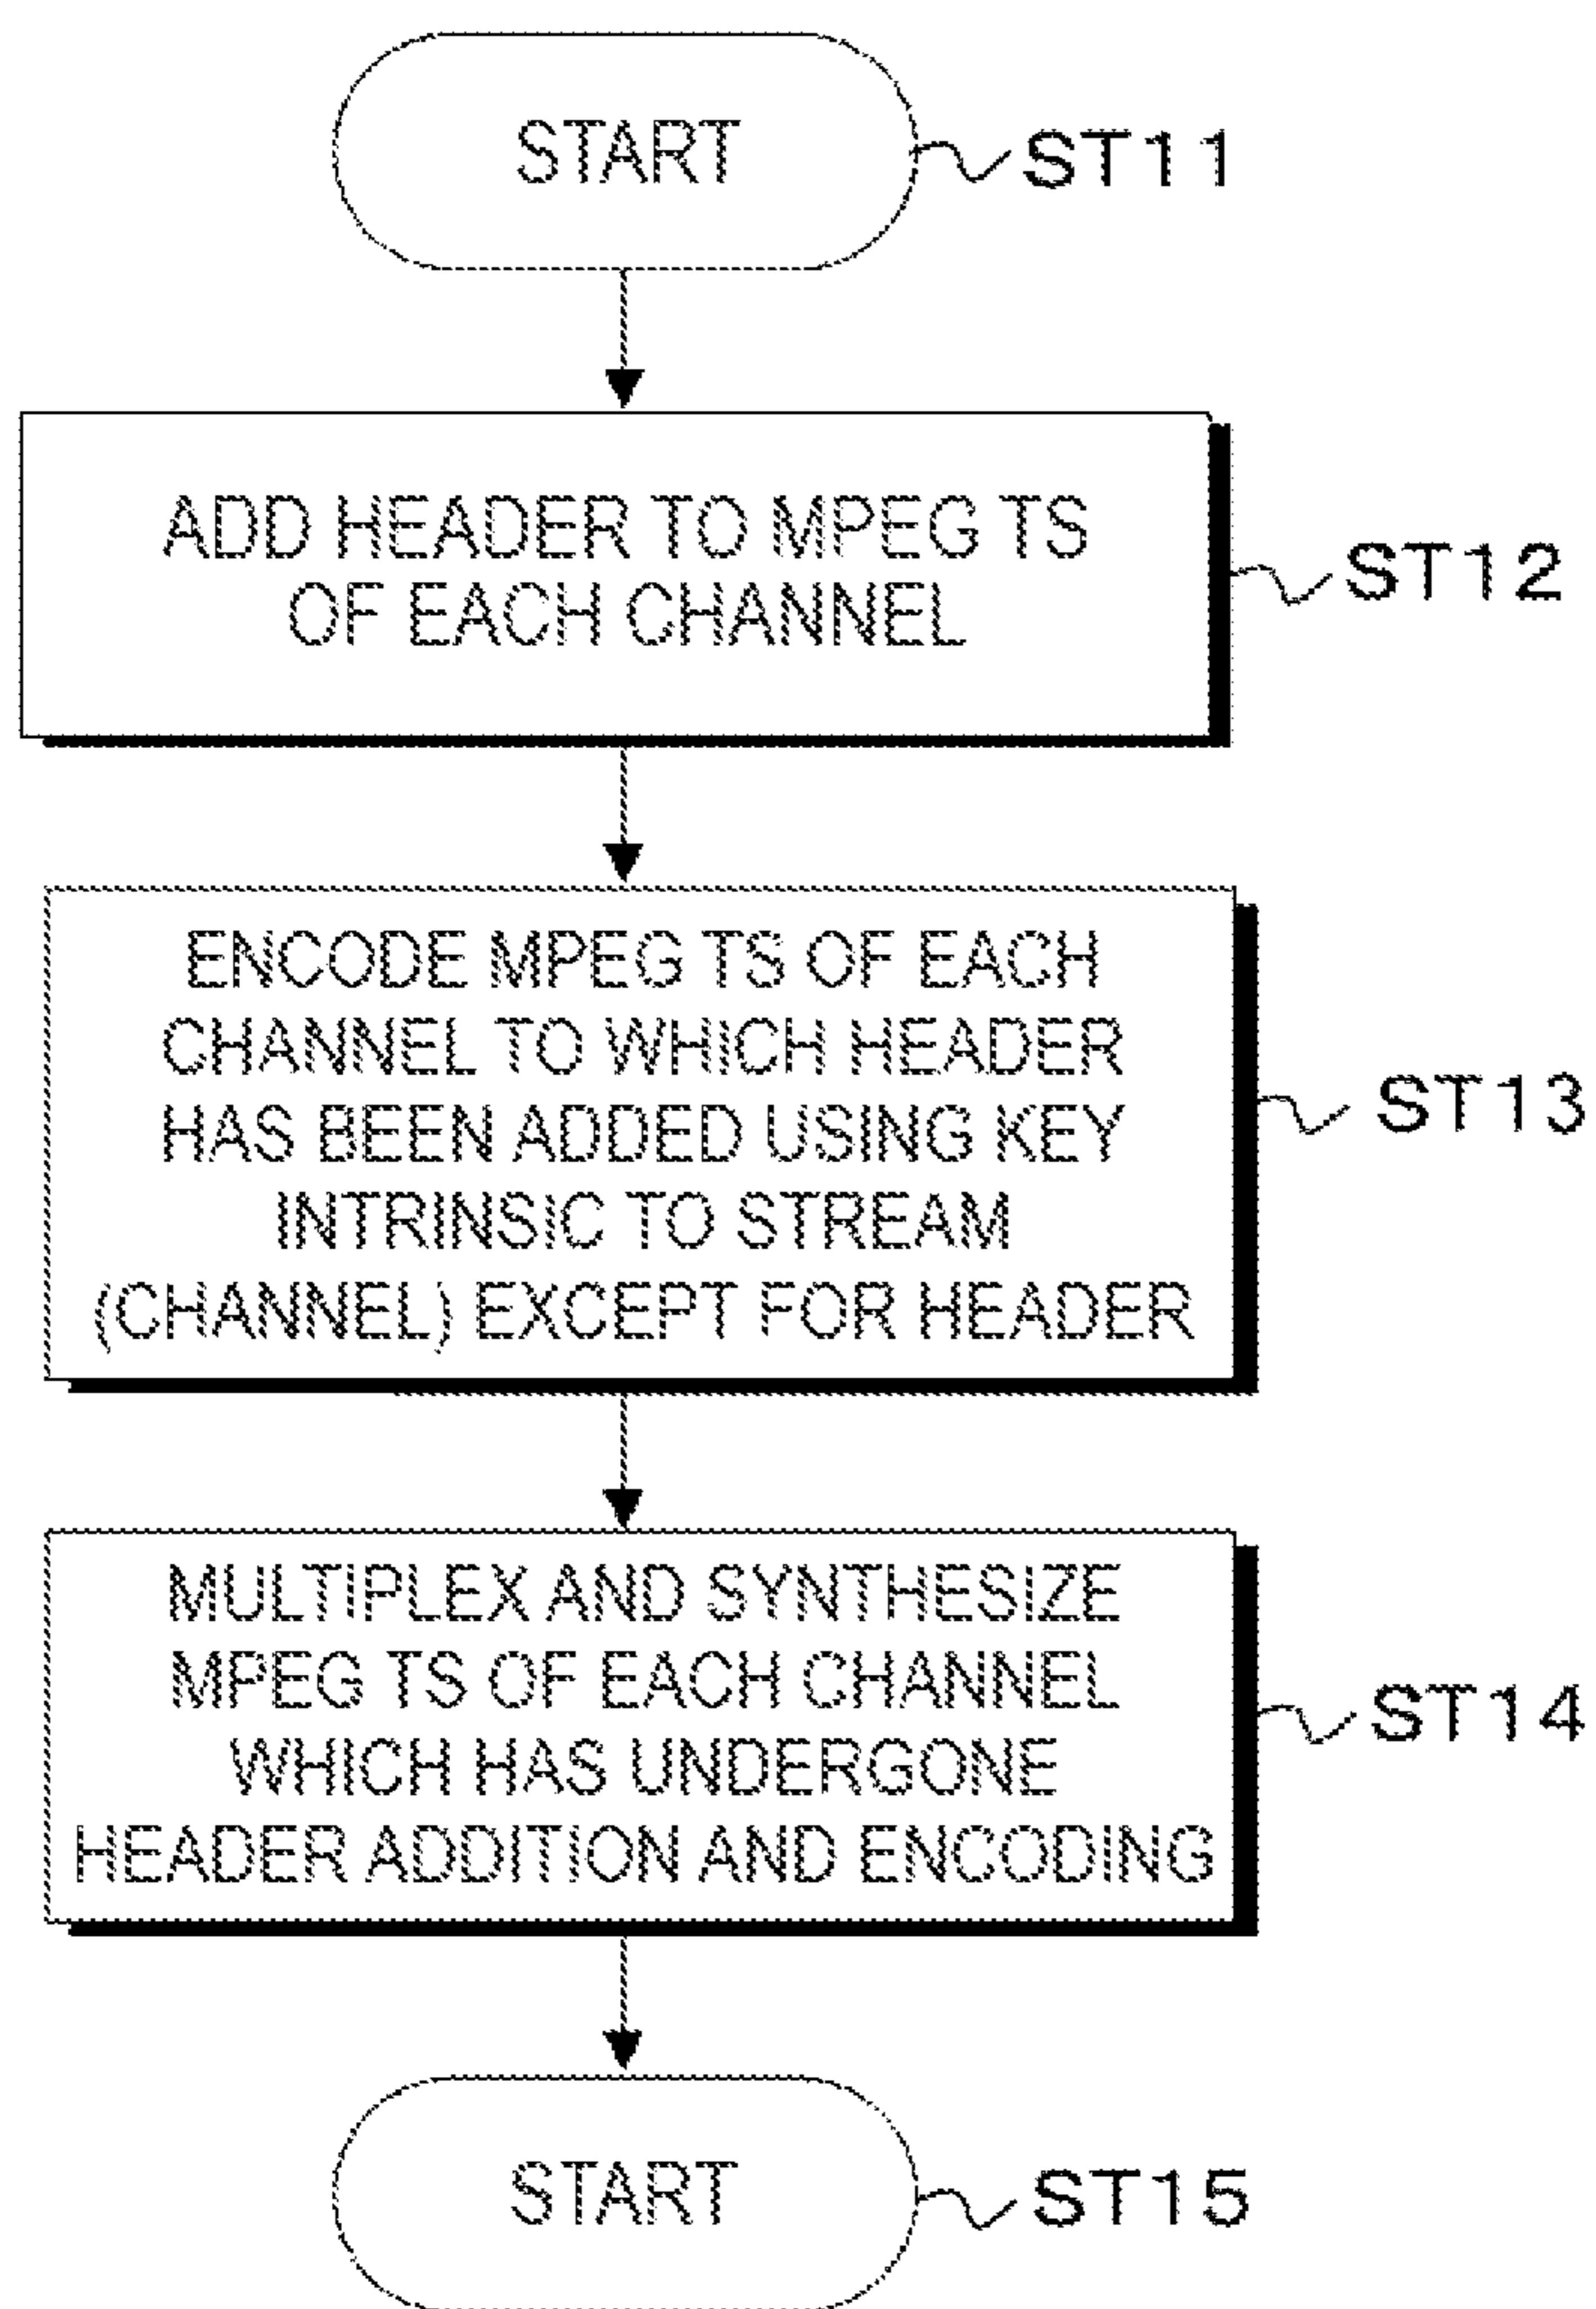 START
ST11
ADD HEADER TO MPEG TS
OF EACH CHANNEL
ST12
ENCODE MPEG TS OF EACH
CHANNEL TO WHICH HEADER
HAS BEEN ADDED USING KEY
INTRINSIC TO STREAM
(CHANNEL) EXCEPT FOR HEADER
ST13
MULTIPLEX AND SYNTHESIZE
MPEG TS OF EACH CHANNEL
WHICH HAS UNDERGONE
HEADER ADDITION AND ENCODING
ST14
START
ST15